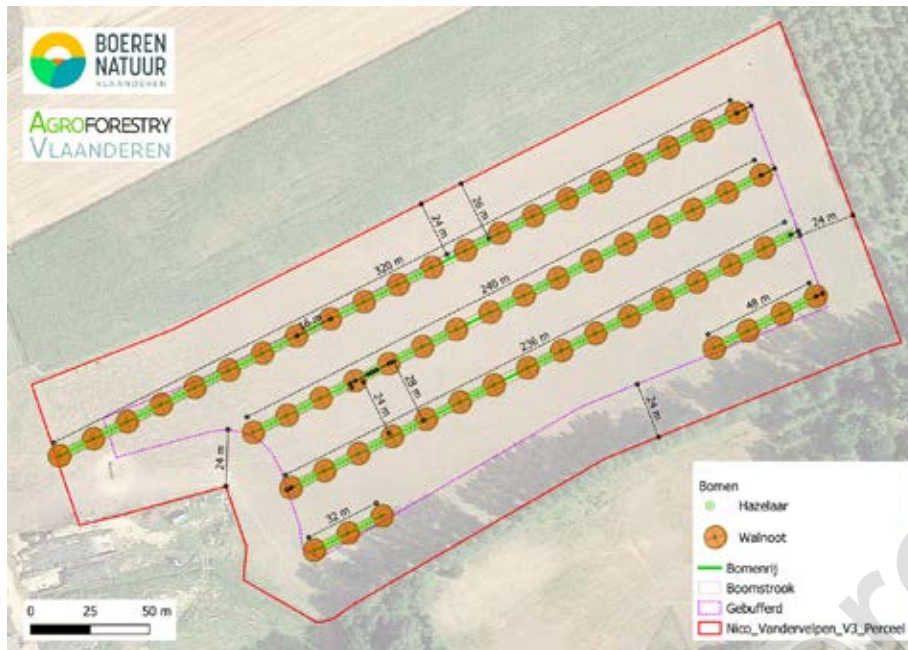 BOEREN
NATUUR
VLAANDEREN
AGROFORESTRY
VLAANDEREN
24 m
26 m
320 m
16 m
290 m
24 m
236 m
48 m
24 m
28 m
24 m
24 m
32 m
Bomen
Hazelaar
Walnoot
Bomenrij
Boomstrook
Gebufferd
Nico_Vandervelpen_V3_Perceel
0 25 50 m